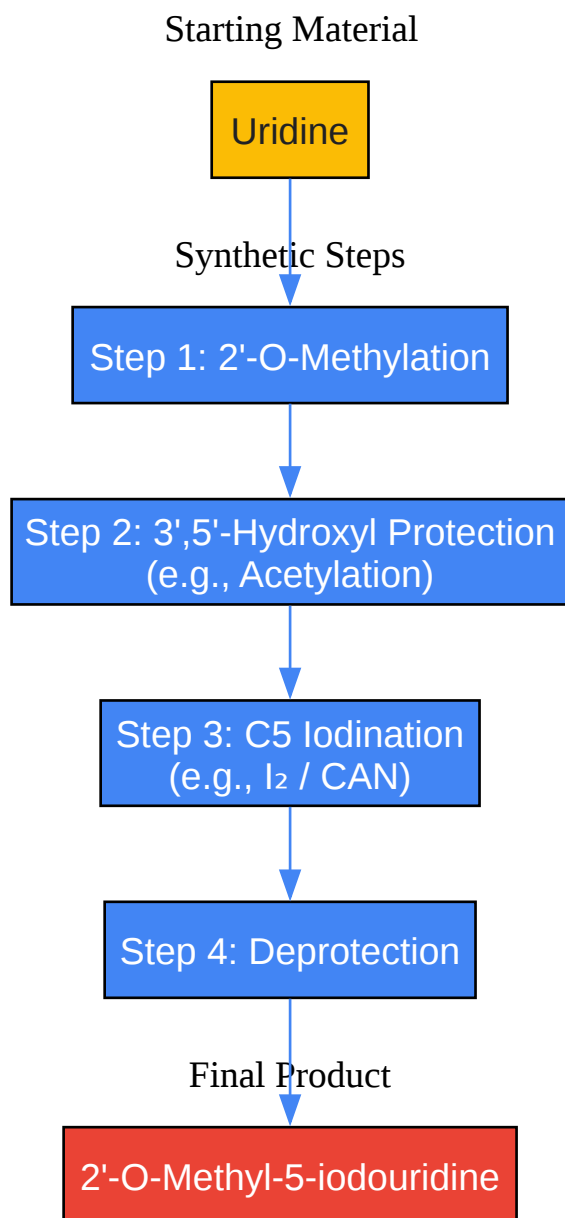 Starting Material
Uridine
Synthetic Steps
Step 1: 2'-O-Methylation
Step 2: 3',5'-Hydroxyl Protection
(e.g., Acetylation)
Step 3: C5 Iodination
(e.g., I₂ / CAN)
Step 4: Deprotection
Final Product
2'-O-Methyl-5-iodouridine